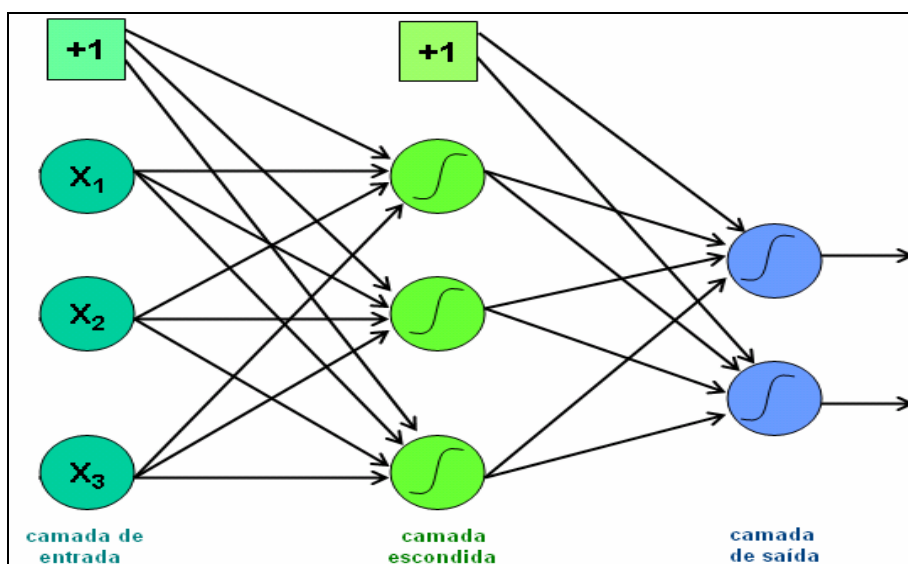 +1
+1
X1
X2
X3
camada de
entrada
camada
escondida
camada
de saída